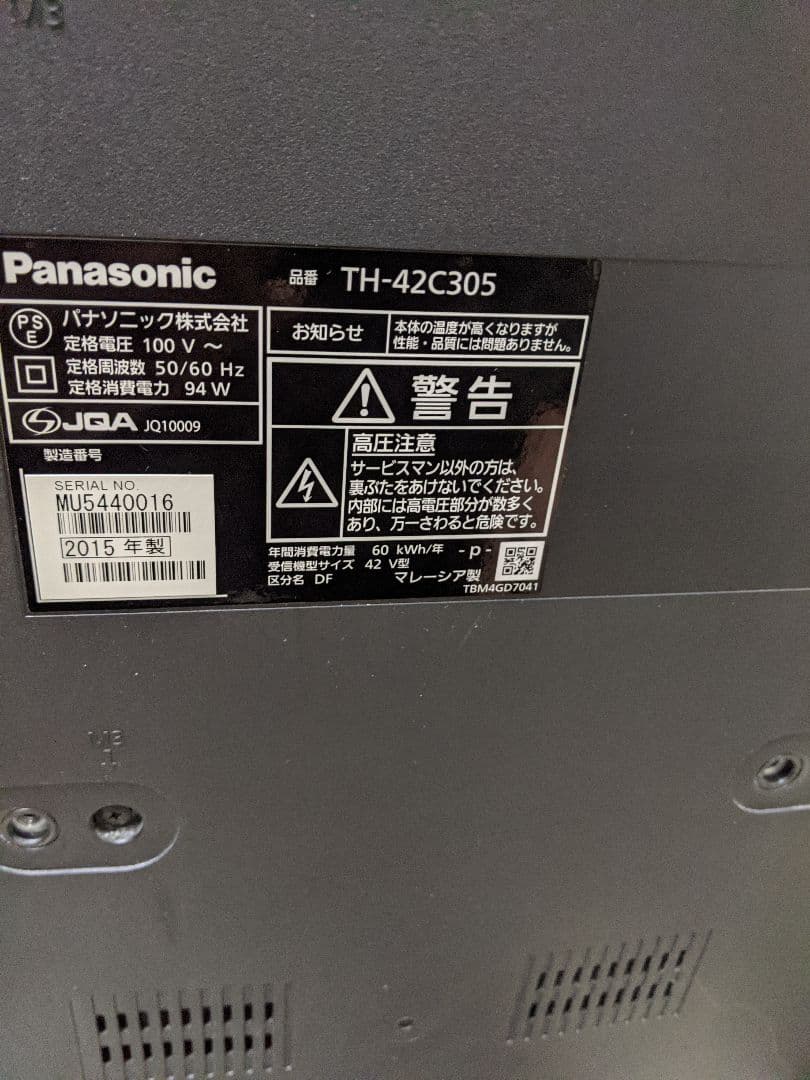 Panasonic
品番 TH-42C305
PS
E
パナソニック株式会社
定格電圧 100 V ～
定格周波数 50/60 Hz
定格消費電力 94 W
JQA JQ10009
製造番号
SERIAL NO.
MU5440016
2015 年製
お知らせ
本体の温度が高くなりますが
性能・品質には問題ありません。
警告
高圧注意
サービスマン以外の方は、
裏ぶたをあけないでください。
内部には高電圧部分が数多く
あり、万一さわると危険です。
年間消費電力量 60 kWh/年 -p-
受信機型サイズ 42 V型
区分名 DF マレーシア製
TBM4GD7041